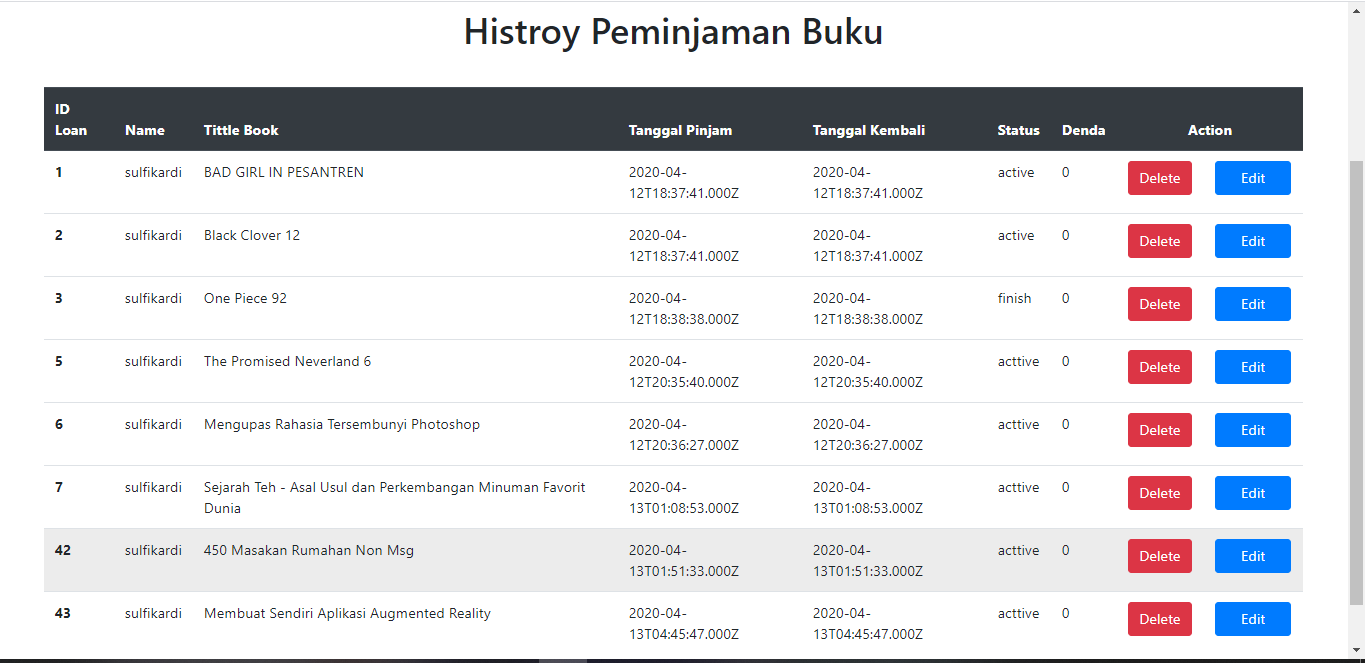 Histroy Peminjaman Buku
ID
Loan Name Tittle Book Tanggal Pinjam Tanggal Kembali Status Denda Action
1 sulfikardi BAD GIRL IN PESANTREN 2020-04- 2020-04- active 0 Delete Edit
12T18:37:41.000Z 12T18:37:41.000Z
2 sulfikardi Black Clover 12 2020-04- 2020-04- active 0 Delete Edit
12T18:37:41.000Z 12T18:37:41.000Z
3 sulfikardi One Piece 92 2020-04- 2020-04- finish 0 Delete Edit
12T18:38:38.000Z 12T18:38:38.000Z
5 sulfikardi The Promised Neverland 6 2020-04- 2020-04- acttive 0 Delete Edit
12T20:35:40.000Z 12T20:35:40.000Z
6 sulfikardi Mengupas Rahasia Tersembunyi Photoshop 2020-04- 2020-04- acttive 0 Delete Edit
12T20:36:27.000Z 12T20:36:27.000Z
7 sulfikardi Sejarah Teh - Asal Usul dan Perkembangan Minuman Favorit 2020-04- 2020-04- acttive 0 Delete Edit
Dunia 13T01:08:53.000Z 13T01:08:53.000Z
42 sulfikardi 450 Masakan Rumahan Non Msg 2020-04- 2020-04- acttive 0 Delete Edit
13T01:51:33.000Z 13T01:51:33.000Z
43 sulfikardi Membuat Sendiri Aplikasi Augmented Reality 2020-04- 2020-04- acttive 0 Delete Edit
13T04:45:47.000Z 13T04:45:47.000Z